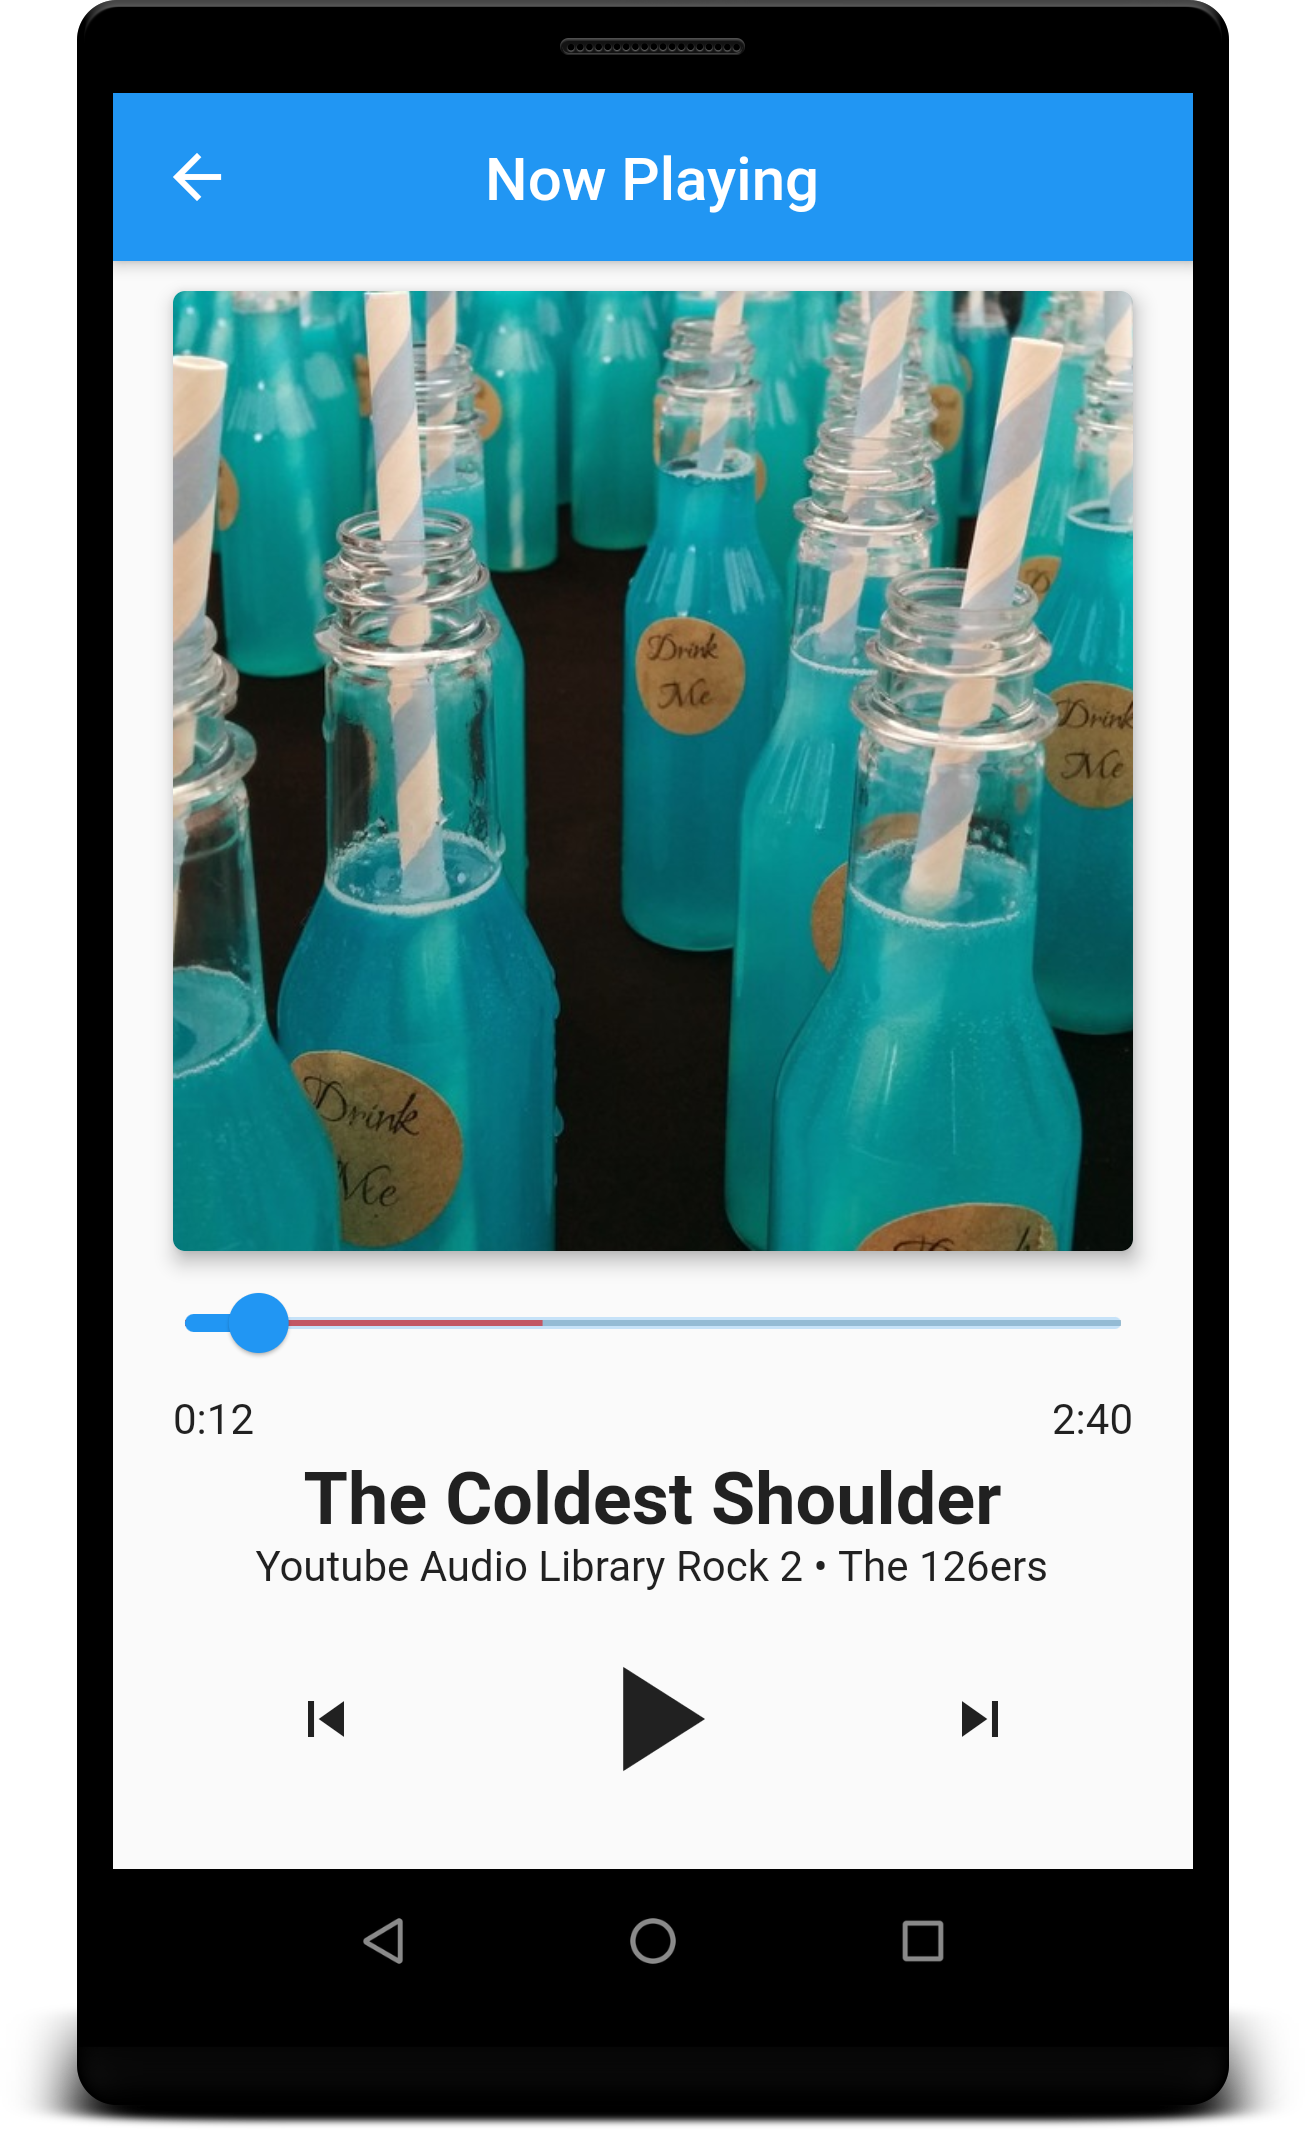 Now Playing
Drink
Me
Drink
Me
Drink
Me
0:12
2:40
The Coldest Shoulder
Youtube Audio Library Rock 2 • The 126ers